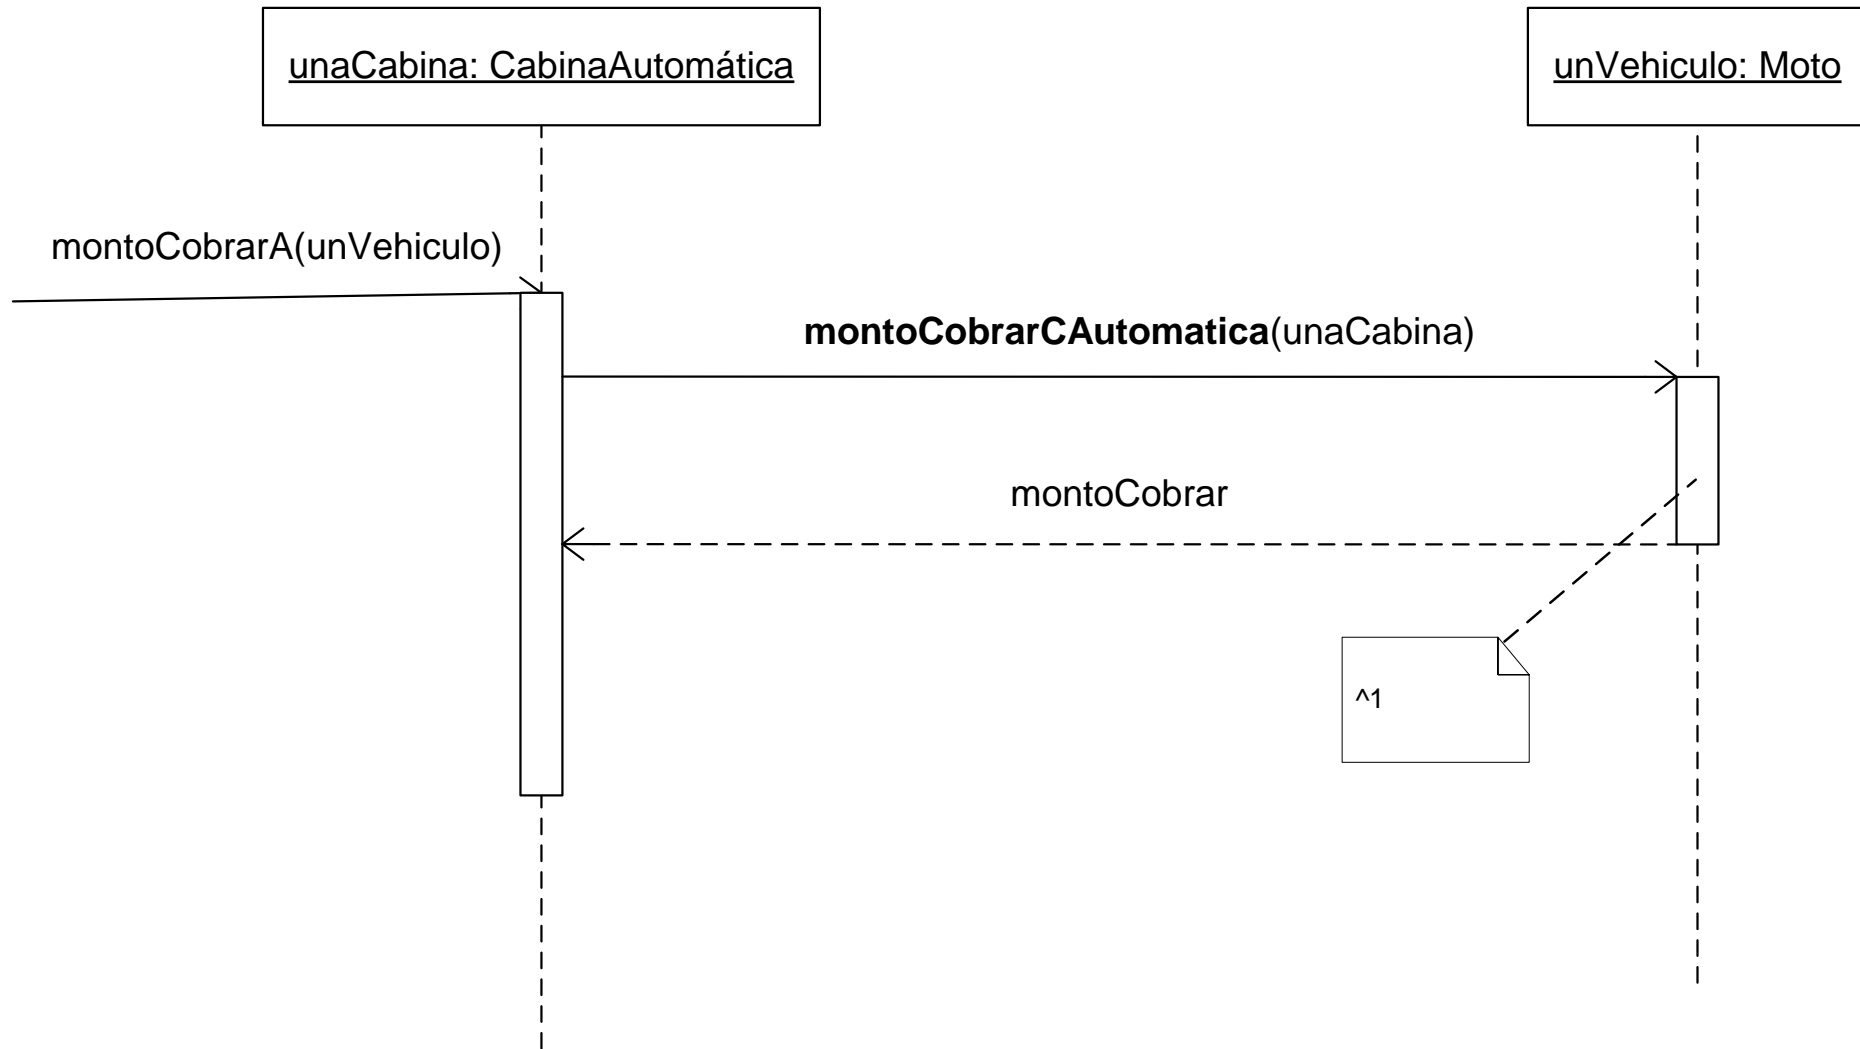 unaCabina: CabinaAutomática
unVehiculo: Moto
montoCobrarA(unVehiculo)
montoCobrarCAutomatica(unaCabina)
montoCobrar
^1